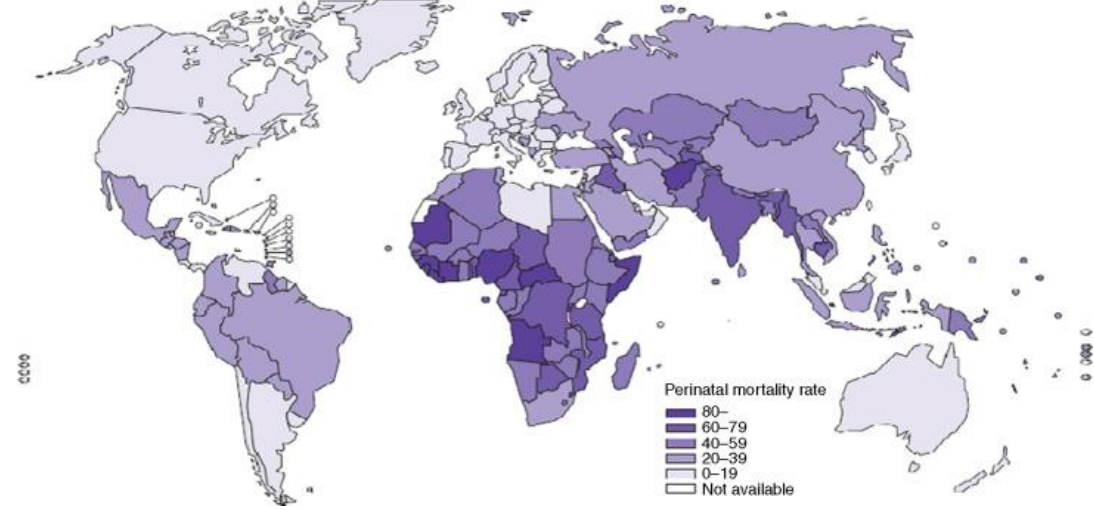 Perinatal mortality rate
80–
60–79
40–59
20–39
0–19
Not available